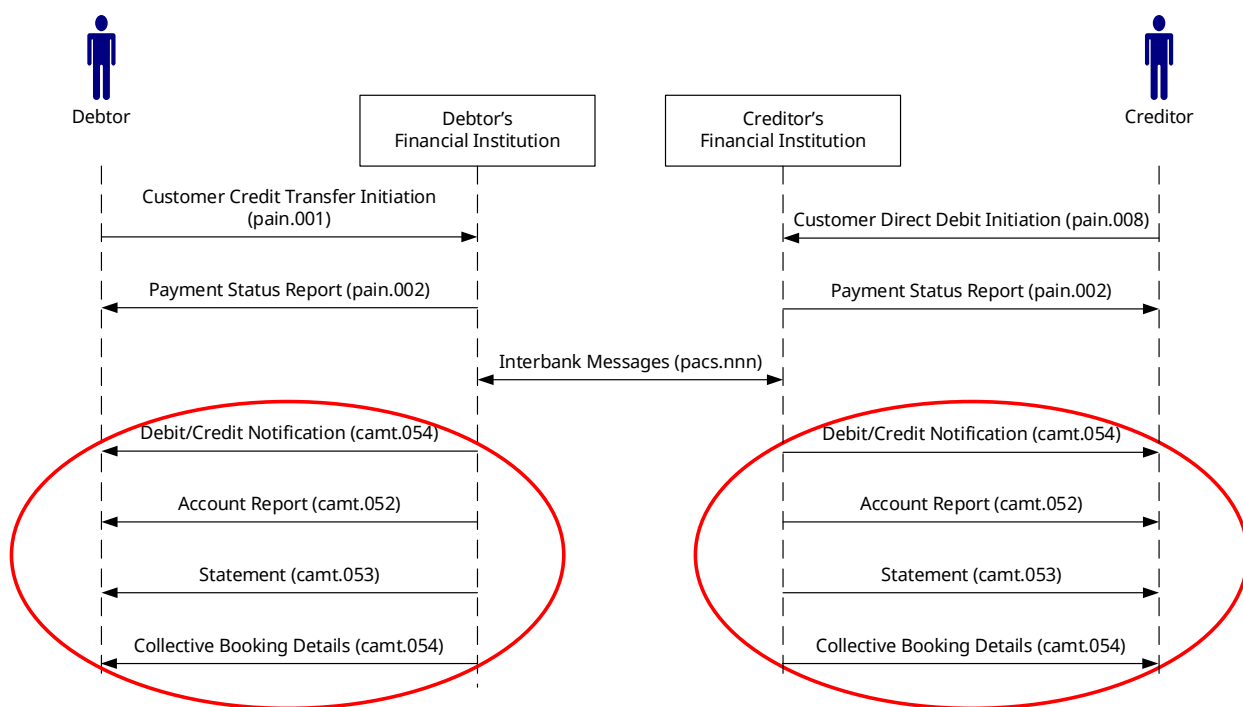 Debtor
Debtor’s
Financial Institution
Creditor’s
Financial Institution
Creditor
Customer Credit Transfer Initiation
(pain.001)
Customer Direct Debit Initiation (pain.008)
Payment Status Report (pain.002)
Payment Status Report (pain.002)
Interbank Messages (pacs.nnn)
Debit/Credit Notification (camt.054)
Debit/Credit Notification (camt.054)
Account Report (camt.052)
Account Report (camt.052)
Statement (camt.053)
Statement (camt.053)
Collective Booking Details (camt.054)
Collective Booking Details (camt.054)